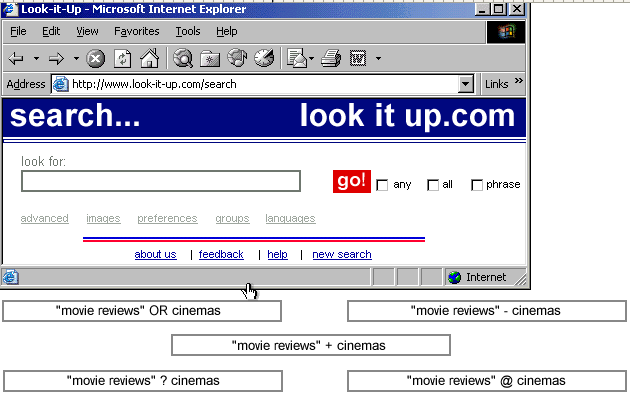 Look-it-Up - Microsoft Internet Explorer
File Edit View Favorites Tools Help
Address http://www.look-it-up.com/search Links »
search... look it up.com
look for:
go! any all phrase
advanced images preferences groups languages
about us | feedback | help | new search
Internet
"movie reviews" OR cinemas "movie reviews" - cinemas
"movie reviews" + cinemas
"movie reviews" ? cinemas "movie reviews" @ cinemas